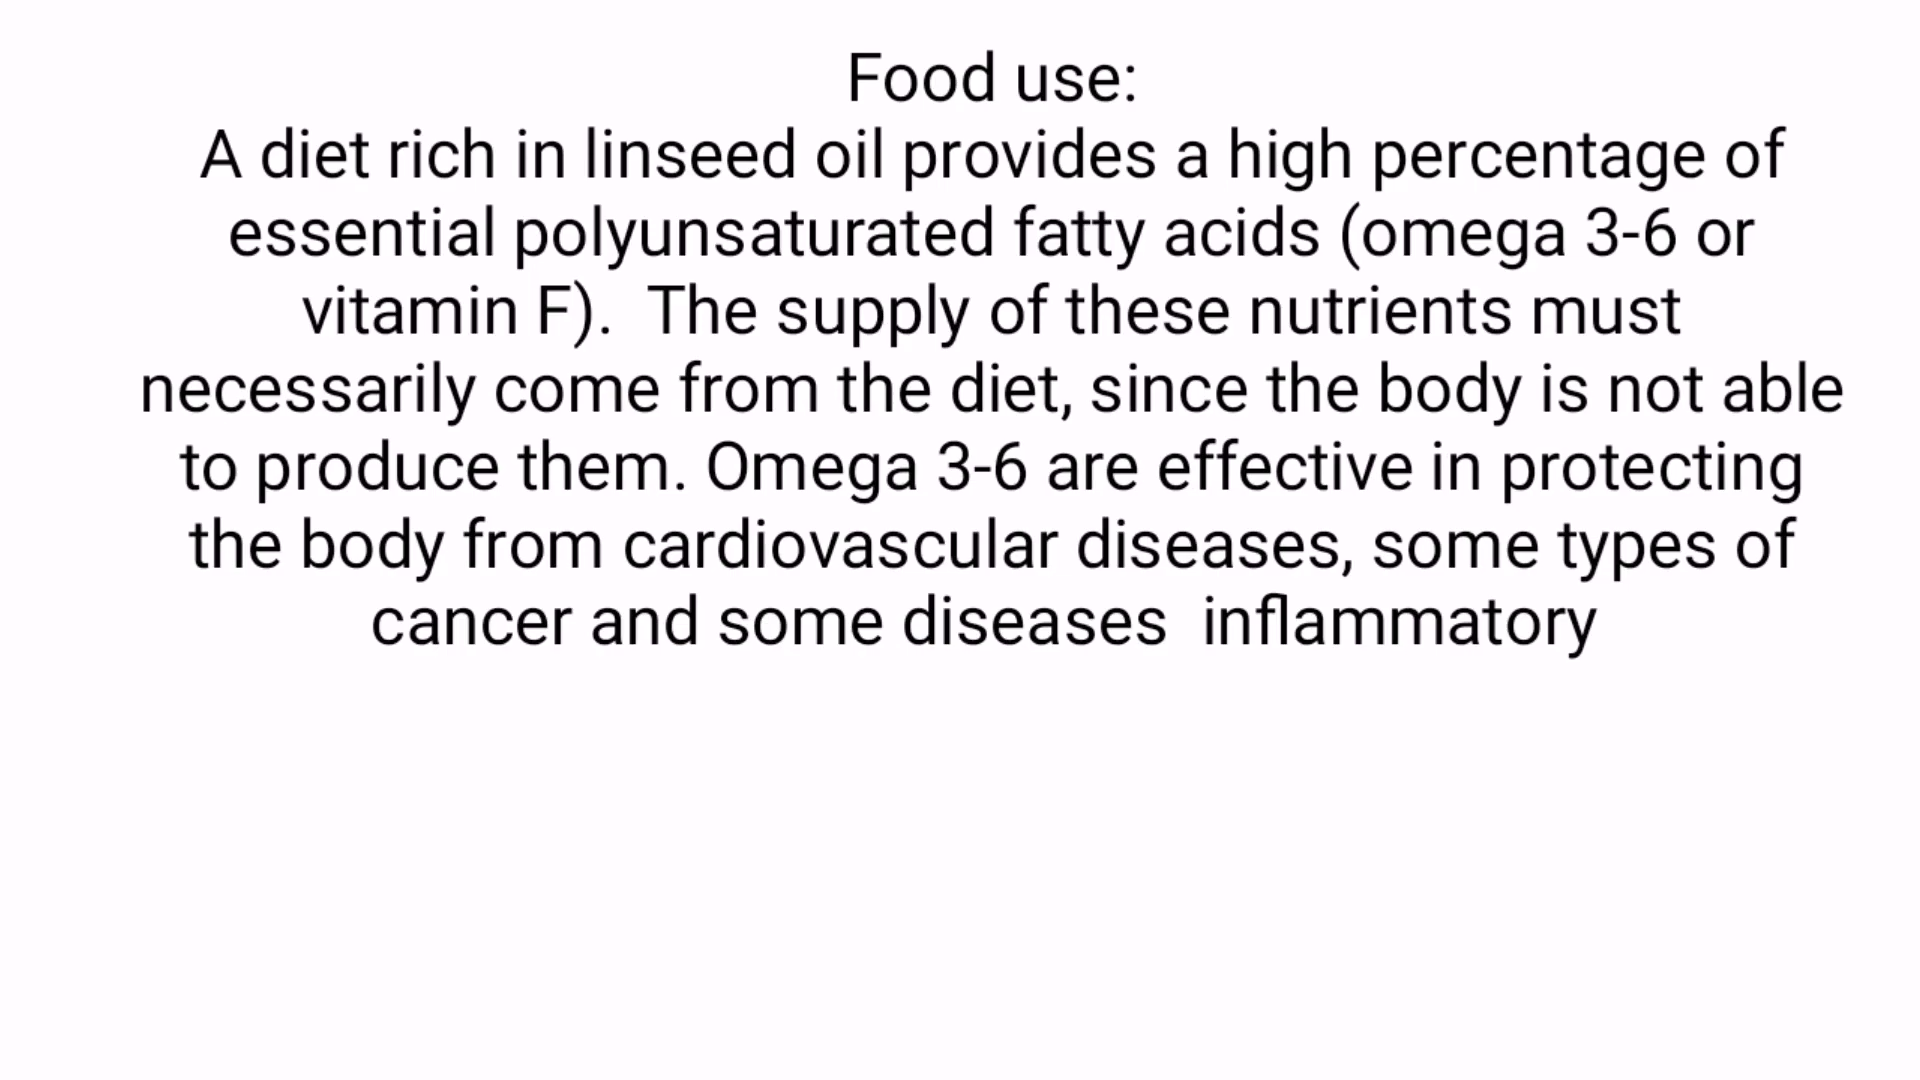 Food use:
A diet rich in linseed oil provides a high percentage of
essential polyunsaturated fatty acids (omega 3-6 or
vitamin F).  The supply of these nutrients must
necessarily come from the diet, since the body is not able
to produce them. Omega 3-6 are effective in protecting
the body from cardiovascular diseases, some types of
cancer and some diseases  inflammatory